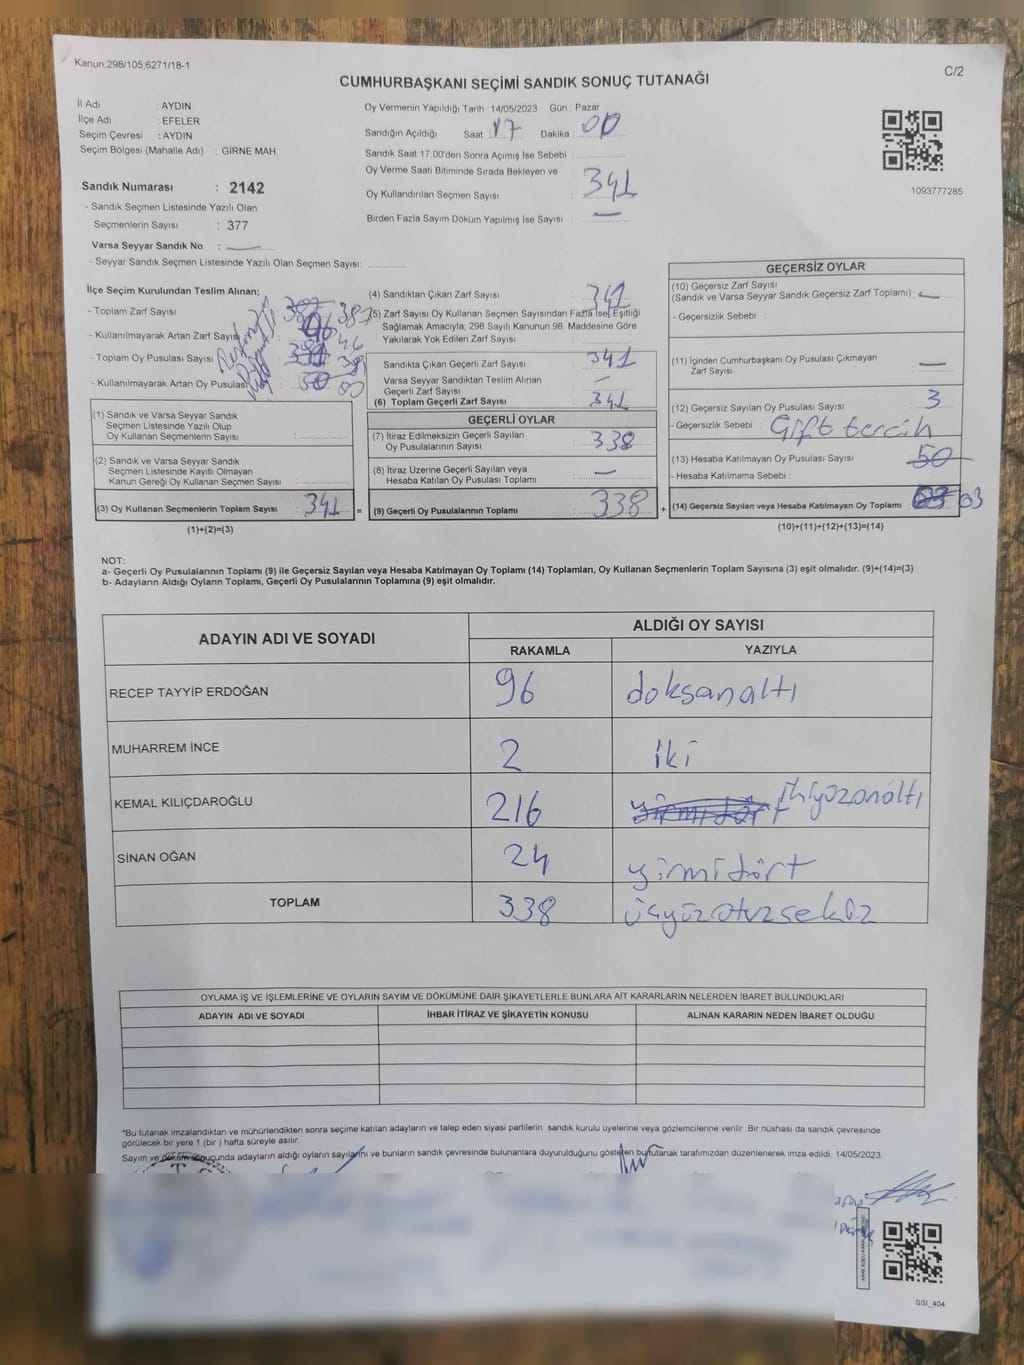 Kanun;298/105;6271/18-1
C/2
CUMHURBAŞKANI SEÇİMİ SANDIK SONUÇ TUTANAĞI
İl Adı : AYDIN
İlçe Adı : EFELER
Seçim Çevresi : AYDIN
Seçim Bölgesi (Mahalle Adı) : GİRNE MAH.
Sandık Numarası : 2142
- Sandık Seçmen Listesinde Yazılı Olan
Seçmenlerin Sayısı : 377
Varsa Seyyar Sandık No :
- Seyyar Sandık Seçmen Listesinde Yazılı Olan Seçmen Sayısı:
Oy Vermenin Yapıldığı Tarih : 14/05/2023 Gün : Pazar
Sandığın Açıldığı Saat : 17 Dakika : 00
Sandık Saat 17:00'den Sonra Açımış İse Sebebi :
Oy Verme Saati Bitiminde Sırada Bekleyen ve
Oy Kullandırılan Seçmen Sayısı : 341
Birden Fazla Sayım Döküm Yapılmış İse Sayısı : —
1093777285
İlçe Seçim Kurulundan Teslim Alınan:
- Toplam Zarf Sayısı : 387
- Kullanılmayarak Artan Zarf Sayısı 46
- Toplam Oy Pusulası Sayısı
- Kullanılmayarak Artan Oy Pusulası
(1) Sandık ve Varsa Seyyar Sandık
Seçmen Listesinde Yazılı Olup
Oy Kullanan Seçmenlerin Sayısı :
(2) Sandık ve Varsa Seyyar Sandık
Seçmen Listesinde Kayıtlı Olmayan
Kanun Gereği Oy Kullanan Seçmen Sayısı :
(3) Oy Kullanan Seçmenlerin Toplam Sayısı : 341 =
(1)+(2)=(3)
(4) Sandıktan Çıkan Zarf Sayısı : 341
(5) Zarf Sayısı Oy Kullanan Seçmen Sayısından Fazla İse, Eşitliği
Sağlamak Amacıyla, 298 Sayılı Kanunun 98. Maddesine Göre
Yakılarak Yok Edilen Zarf Sayısı :
Sandıkta Çıkan Geçerli Zarf Sayısı : 341
Varsa Seyyar Sandıktan Teslim Alınan
Geçerli Zarf Sayısı : —
(6) Toplam Geçerli Zarf Sayısı : 341
GEÇERLİ OYLAR
(7) İtiraz Edilmeksizin Geçerli Sayılan
Oy Pusulalarının Sayısı : 338
(8) İtiraz Üzerine Geçerli Sayılan veya
Hesaba Katılan Oy Pusulası Toplamı : —
(9) Geçerli Oy Pusulalarının Toplamı : 338 +
GEÇERSİZ OYLAR
(10) Geçersiz Zarf Sayısı
(Sandık ve Varsa Seyyar Sandık Geçersiz Zarf Toplamı) : —
- Geçersizlik Sebebi :
(11) İçinden Cumhurbaşkanı Oy Pusulası Çıkmayan
Zarf Sayısı : —
(12) Geçersiz Sayılan Oy Pusulası Sayısı : 3
- Geçersizlik Sebebi : Çift tercih
(13) Hesaba Katılmayan Oy Pusulası Sayısı : 50
- Hesaba Katılmama Sebebi :
(14) Geçersiz Sayılan veya Hesaba Katılmayan Oy Toplamı : 03
(10)+(11)+(12)+(13)=(14)
NOT:
a- Geçerli Oy Pusulalarının Toplamı (9) ile Geçersiz Sayılan veya Hesaba Katılmayan Oy Toplamı (14) Toplamları, Oy Kullanan Seçmenlerin Toplam Sayısına (3) eşit olmalıdır. (9)+(14)=(3)
b- Adayların Aldığı Oyların Toplamı, Geçerli Oy Pusulalarının Toplamına (9) eşit olmalıdır.
ADAYIN ADI VE SOYADI ALDIĞI OY SAYISI
RAKAMLA YAZIYLA
RECEP TAYYİP ERDOĞAN 96 doksanaltı
MUHARREM İNCE 2 iki
KEMAL KILIÇDAROĞLU 216 yirmidört ikiyüzonaltı
SİNAN OĞAN 24 yirmidört
TOPLAM 338 üçyüzotuzsekiz
OYLAMA İŞ VE İŞLEMLERİNE VE OYLARIN SAYIM VE DÖKÜMÜNE DAİR ŞİKAYETLERLE BUNLARA AİT KARARLARIN NELERDEN İBARET BULUNDUKLARI
ADAYIN ADI VE SOYADI İHBAR İTİRAZ VE ŞİKAYETİN KONUSU ALINAN KARARIN NEDEN İBARET OLDUĞU
*Bu tutanak imzalandıktan ve mühürlendikten sonra seçime katılan adayların ve talep eden siyasi partilerin sandık kurulu üyelerine veya gözlemcilerine verilir. Bir nüshası da sandık çevresinde
görülecek bir yere 1 (bir) hafta süreyle asılır.
Sayım ve döküm sonucunda adayların aldığı oyların sayılarını ve bunların sandık çevresinde bulunanlara duyurulduğunu gösteren bu tutanak tarafımızdan düzenlenerek imza edildi. 14/05/2023
SSI_404